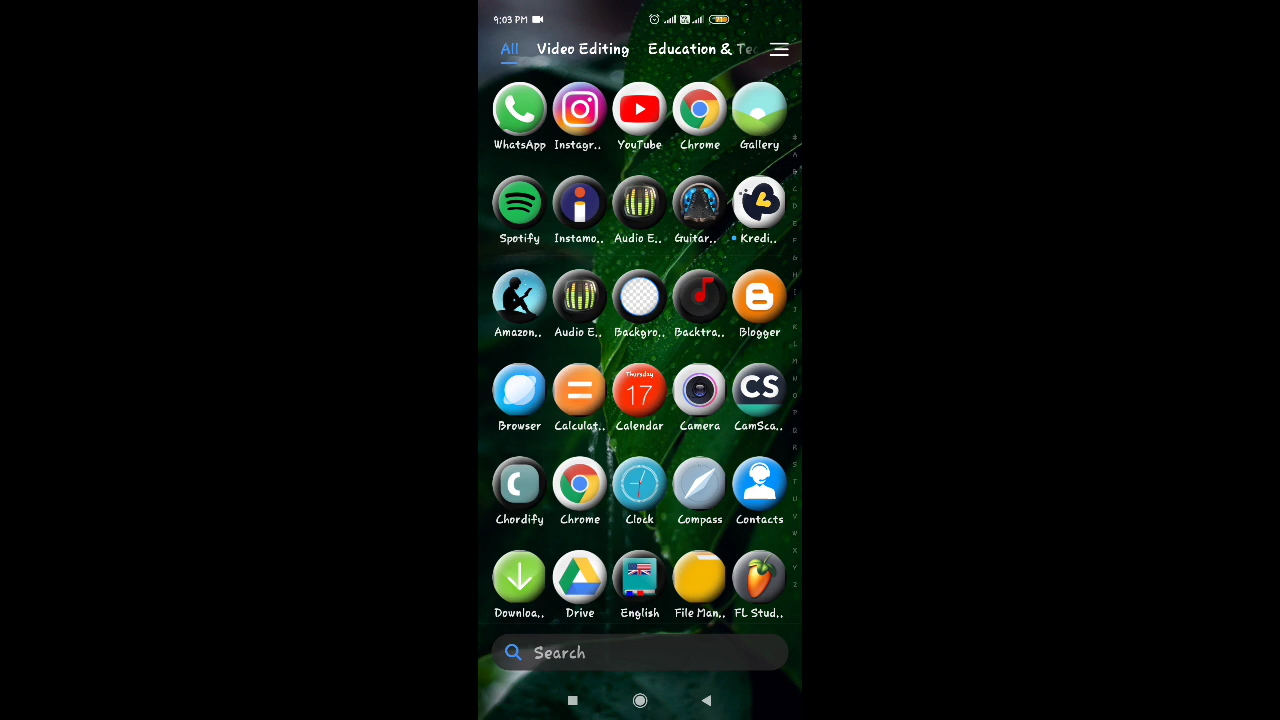 9:03 PM 71
All Video Editing Education & Te
WhatsApp Instagr.. YouTube Chrome Gallery
Spotify Instamo.. Audio E.. Guitar.. Kredi..
Amazon.. Audio E.. Backgro.. Backtra.. Blogger
Thursday
17
CS
Browser Calculat.. Calendar Camera CamSca..
Chordify Chrome Clock Compass Contacts
Downloa.. Drive English File Man.. FL Stud..
Search
#
A
B
C
D
E
F
G
H
I
J
K
L
M
N
O
P
Q
R
S
T
U
V
W
X
Y
Z